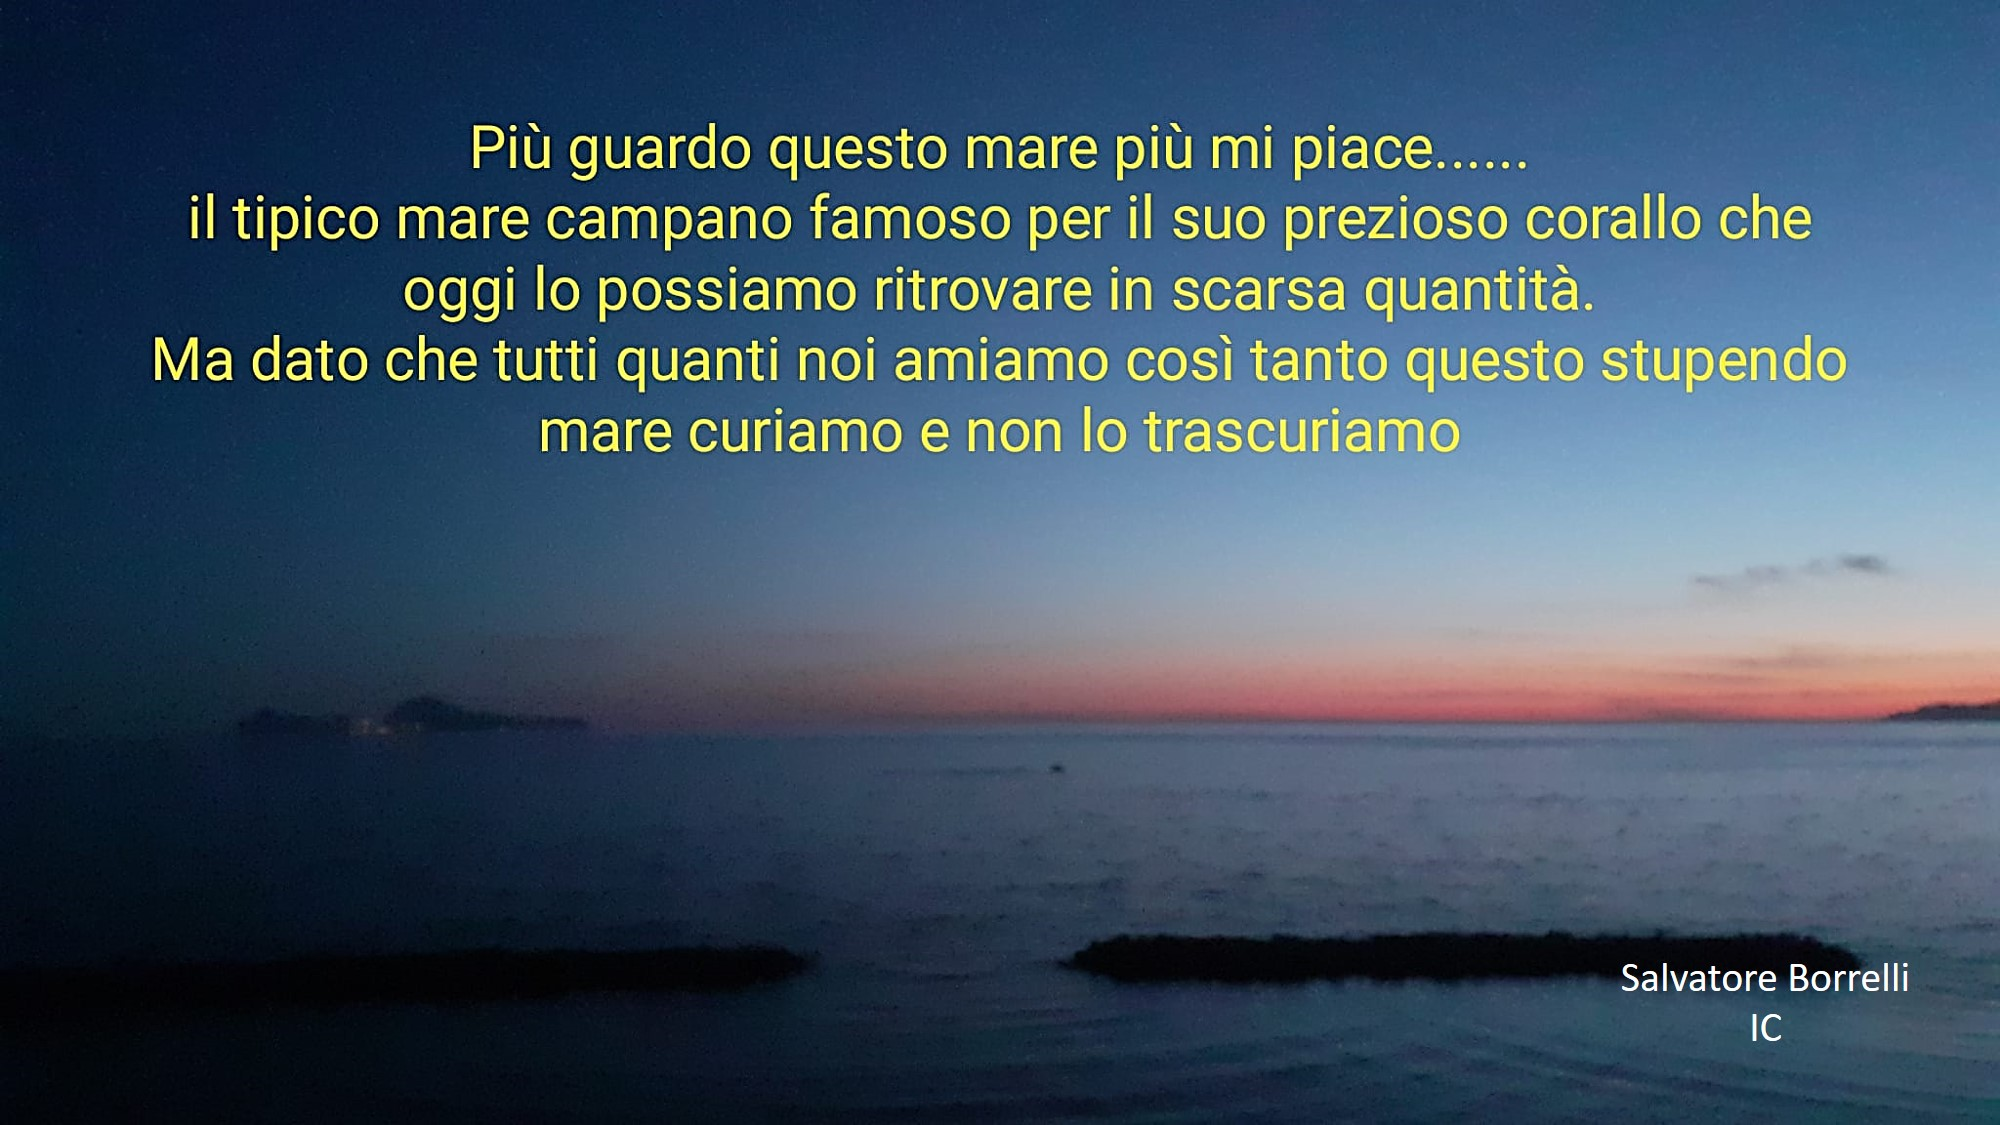 Più guardo questo mare più mi piace......
il tipico mare campano famoso per il suo prezioso corallo che
oggi lo possiamo ritrovare in scarsa quantità.
Ma dato che tutti quanti noi amiamo così tanto questo stupendo
mare curiamo e non lo trascuriamo
Salvatore Borrelli
IC